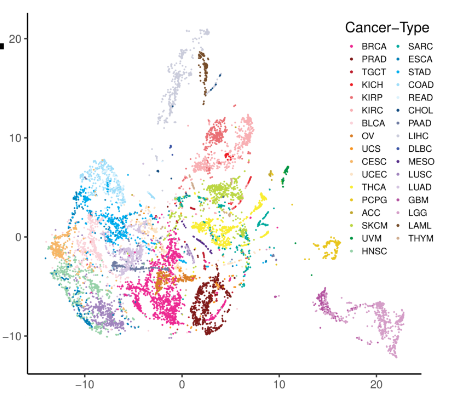 Cancer−Type
BRCA SARC
PRAD ESCA
TGCT STAD
KICH COAD
KIRP READ
KIRC CHOL
BLCA PAAD
OV LIHC
UCS DLBC
CESC MESO
UCEC LUSC
THCA LUAD
PCPG GBM
ACC LGG
SKCM LAML
UVM THYM
HNSC
20
10
0
−10
−10 0 10 20